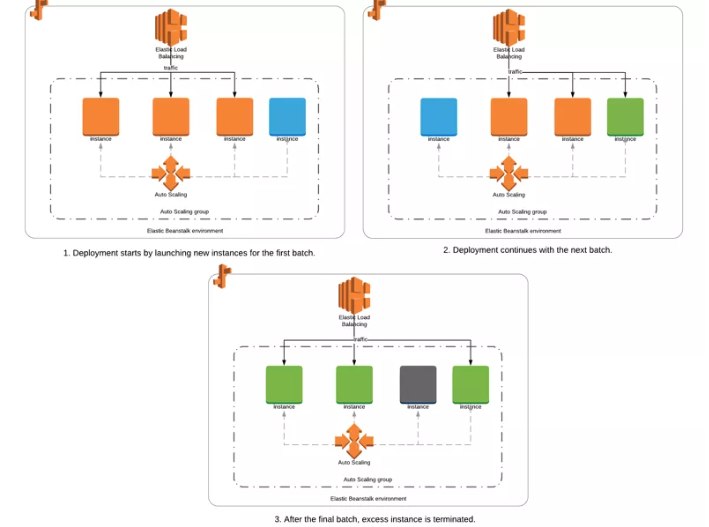 Elastic Load
Balancing
traffic
instance
instance
instance
instance
Auto Scaling
Auto Scaling group
Elastic Beanstalk environment
1. Deployment starts by launching new instances for the first batch.
Elastic Load
Balancing
traffic
instance
instance
instance
instance
Auto Scaling
Auto Scaling group
Elastic Beanstalk environment
2. Deployment continues with the next batch.
Elastic Load
Balancing
traffic
instance
instance
instance
instance
Auto Scaling
Auto Scaling group
Elastic Beanstalk environment
3. After the final batch, excess instance is terminated.